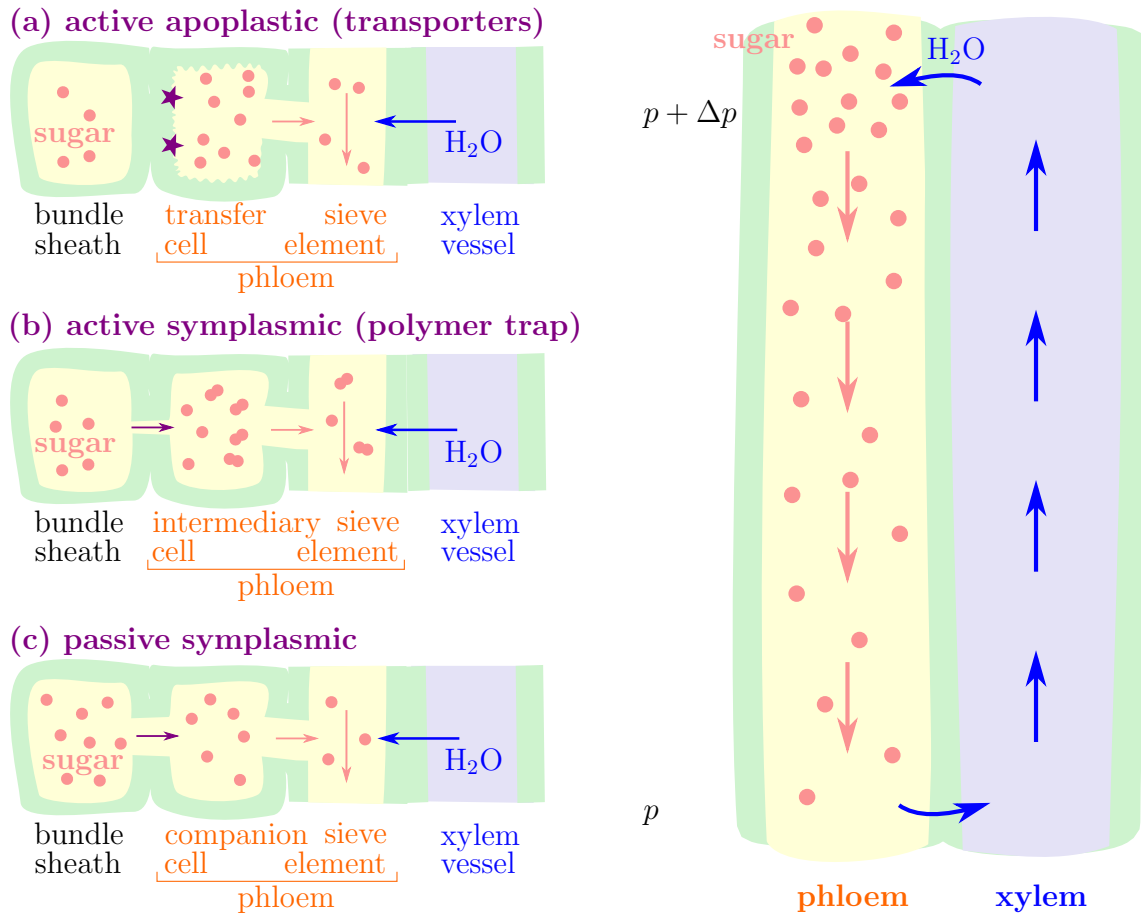 (a) active apoplastic (transporters)
sugar
H₂O
bundle transfer sieve xylem
sheath cell element vessel
phloem
(b) active symplasmic (polymer trap)
sugar
H₂O
bundle intermediary sieve xylem
sheath cell element vessel
phloem
(c) passive symplasmic
sugar
H₂O
bundle companion sieve xylem
sheath cell element vessel
phloem
sugar
H₂O
p + Δp
p
phloem xylem